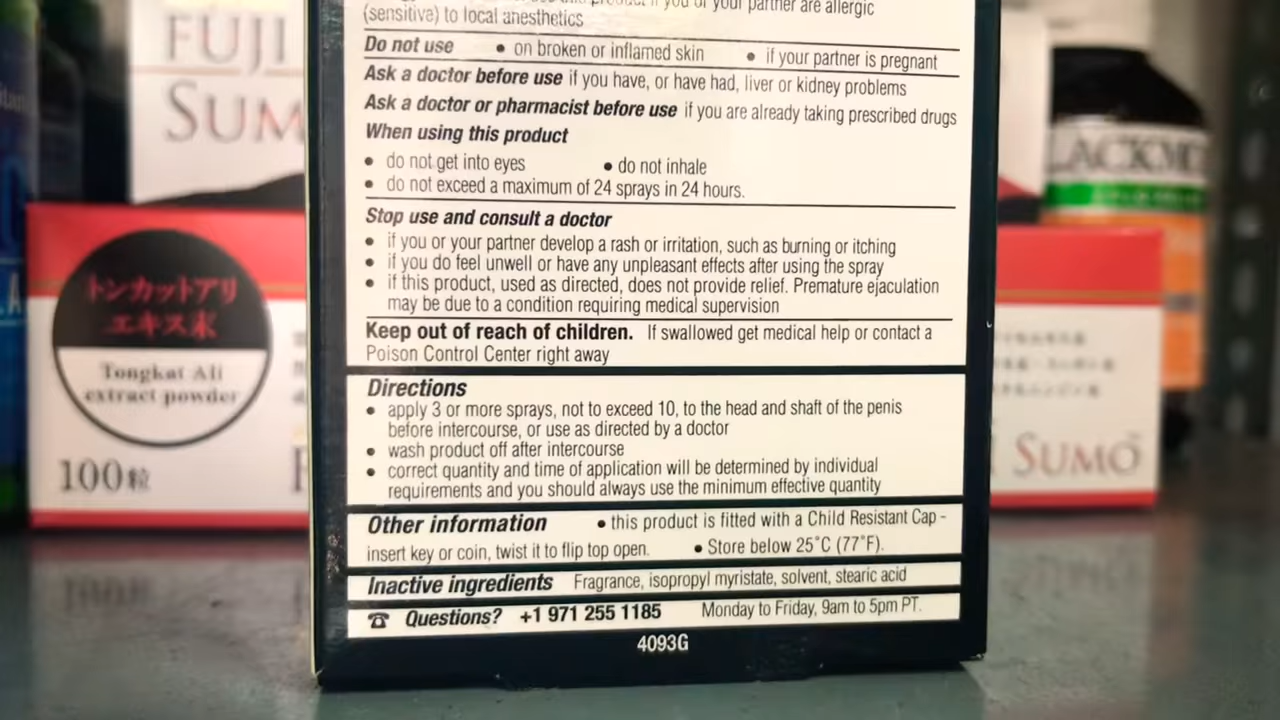 product if you or your partner are allergic
(sensitive) to local anesthetics
Do not use • on broken or inflamed skin • if your partner is pregnant
Ask a doctor before use if you have, or have had, liver or kidney problems
Ask a doctor or pharmacist before use if you are already taking prescribed drugs
When using this product
• do not get into eyes • do not inhale
• do not exceed a maximum of 24 sprays in 24 hours.
Stop use and consult a doctor
• if you or your partner develop a rash or irritation, such as burning or itching
• if you do feel unwell or have any unpleasant effects after using the spray
• if this product, used as directed, does not provide relief. Premature ejaculation
may be due to a condition requiring medical supervision
Keep out of reach of children. If swallowed get medical help or contact a
Poison Control Center right away
Directions
• apply 3 or more sprays, not to exceed 10, to the head and shaft of the penis
before intercourse, or use as directed by a doctor
• wash product off after intercourse
• correct quantity and time of application will be determined by individual
requirements and you should always use the minimum effective quantity
Other information • this product is fitted with a Child Resistant Cap -
insert key or coin, twist it to flip top open. • Store below 25°C (77°F).
Inactive ingredients Fragrance, isopropyl myristate, solvent, stearic acid
☎ Questions? +1 971 255 1185 Monday to Friday, 9am to 5pm PT.
4093G
FUJI
SUM
トンカットアリ
エキス末
Tongkat Ali
extract powder
100粒
SUMO
LACKMO